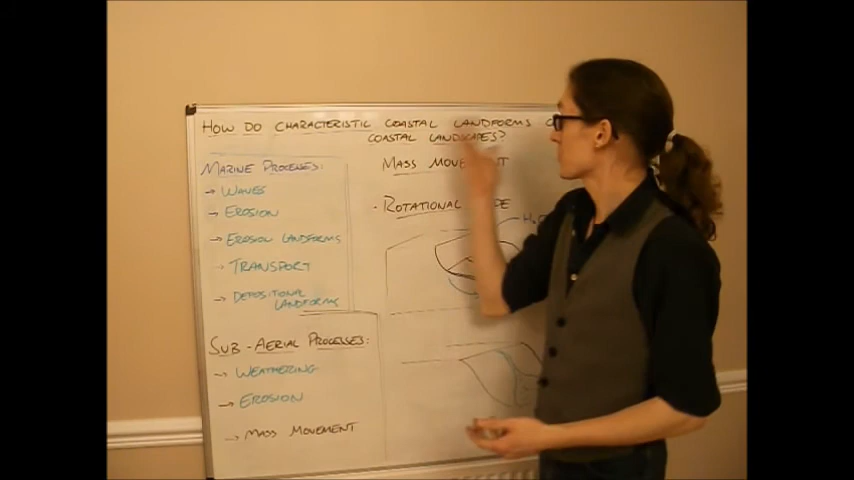 HOW DO CHARACTERISTIC COASTAL LANDFORMS
COASTAL LANDSCAPES?
MARINE PROCESSES:
→ WAVES
→ EROSION
→ EROSION LANDFORMS
→ TRANSPORT
→ DEPOSITIONAL
LANDFORMS
SUB-AERIAL PROCESSES:
→ WEATHERING
→ EROSION
→ MASS MOVEMENT
MASS
• ROTATIONAL